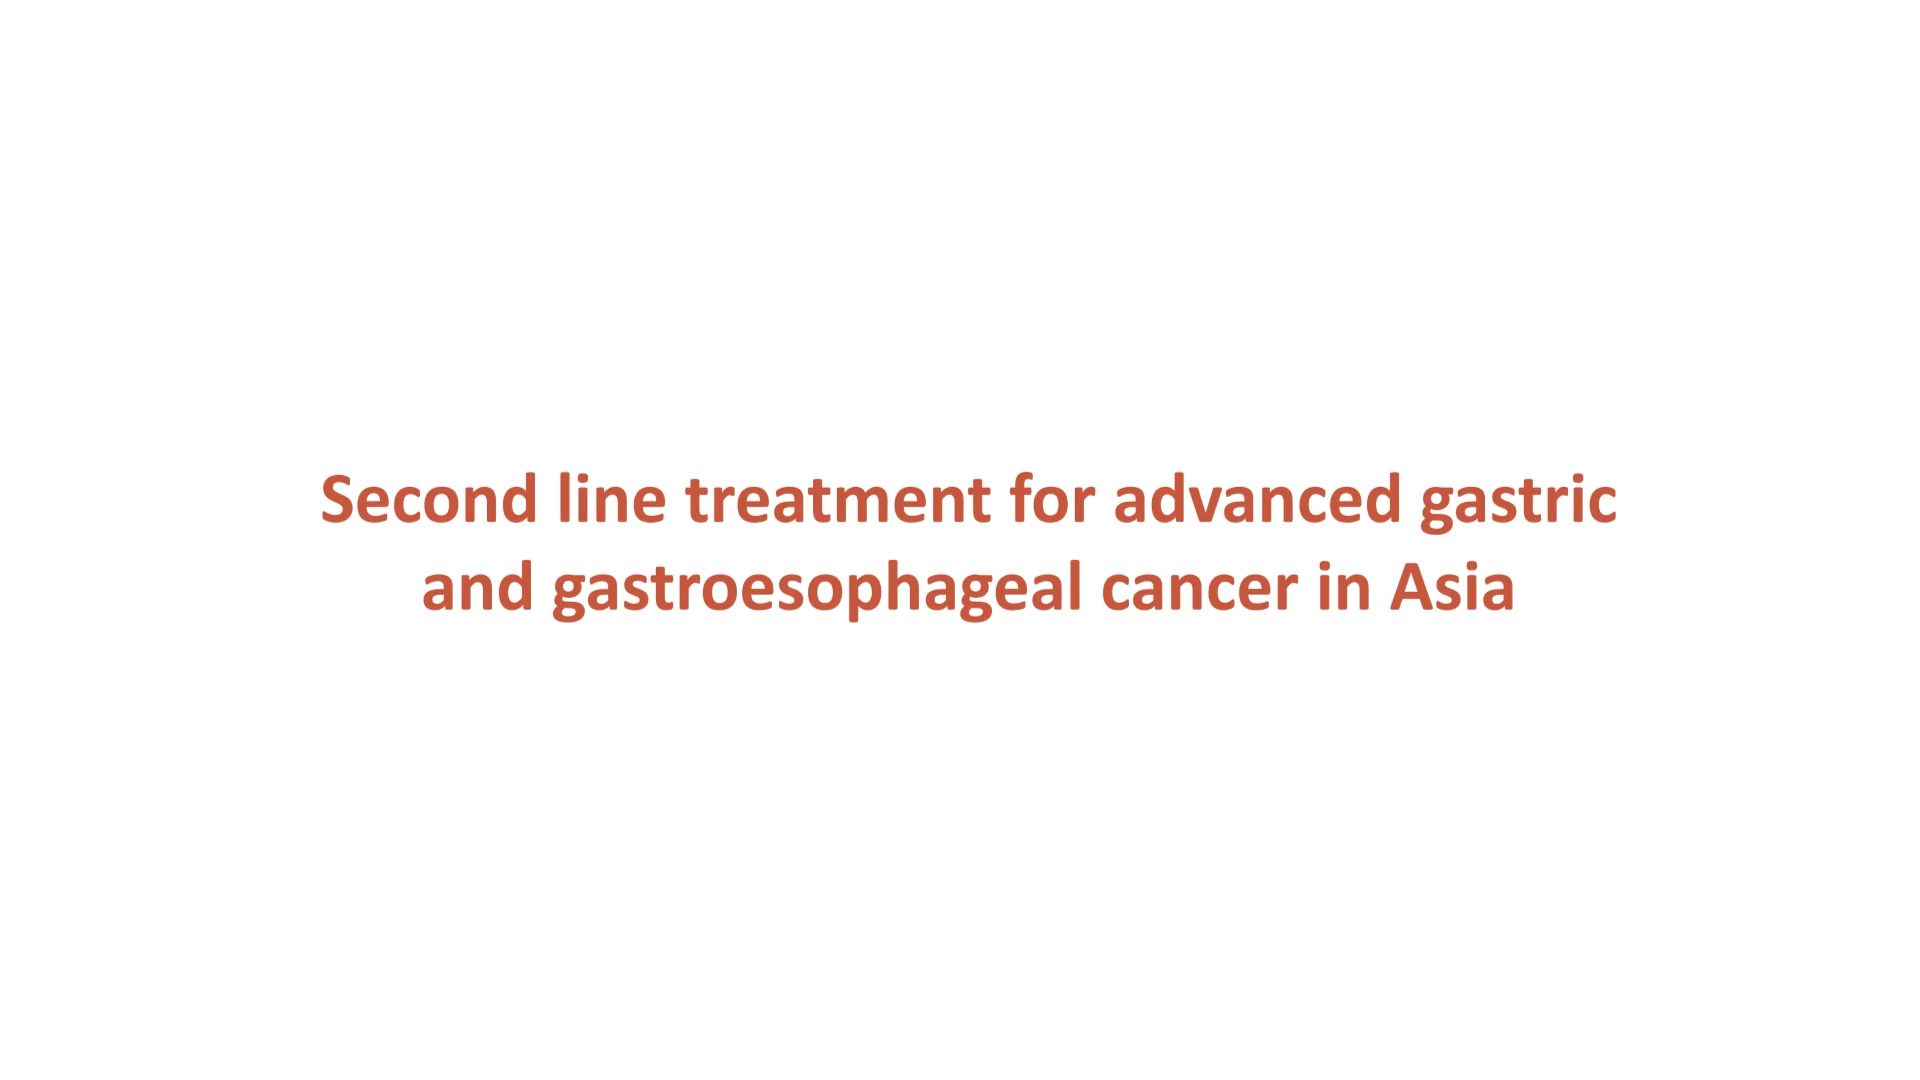 Second line treatment for advanced gastric
and gastroesophageal cancer in Asia